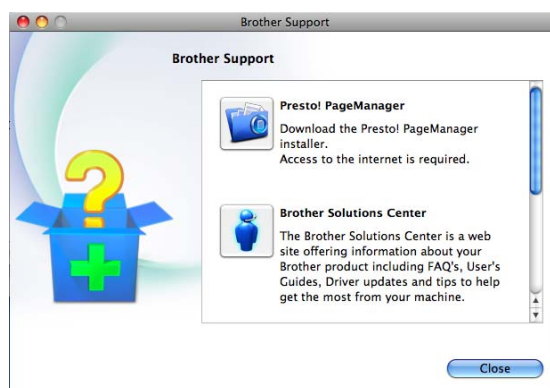 Brother Support
Brother Support
Presto! PageManager
Download the Presto! PageManager
installer.
Access to the internet is required.
Brother Solutions Center
The Brother Solutions Center is a web
site offering information about your
Brother product including FAQ's, User's
Guides, Driver updates and tips to help
get the most from your machine.
Close